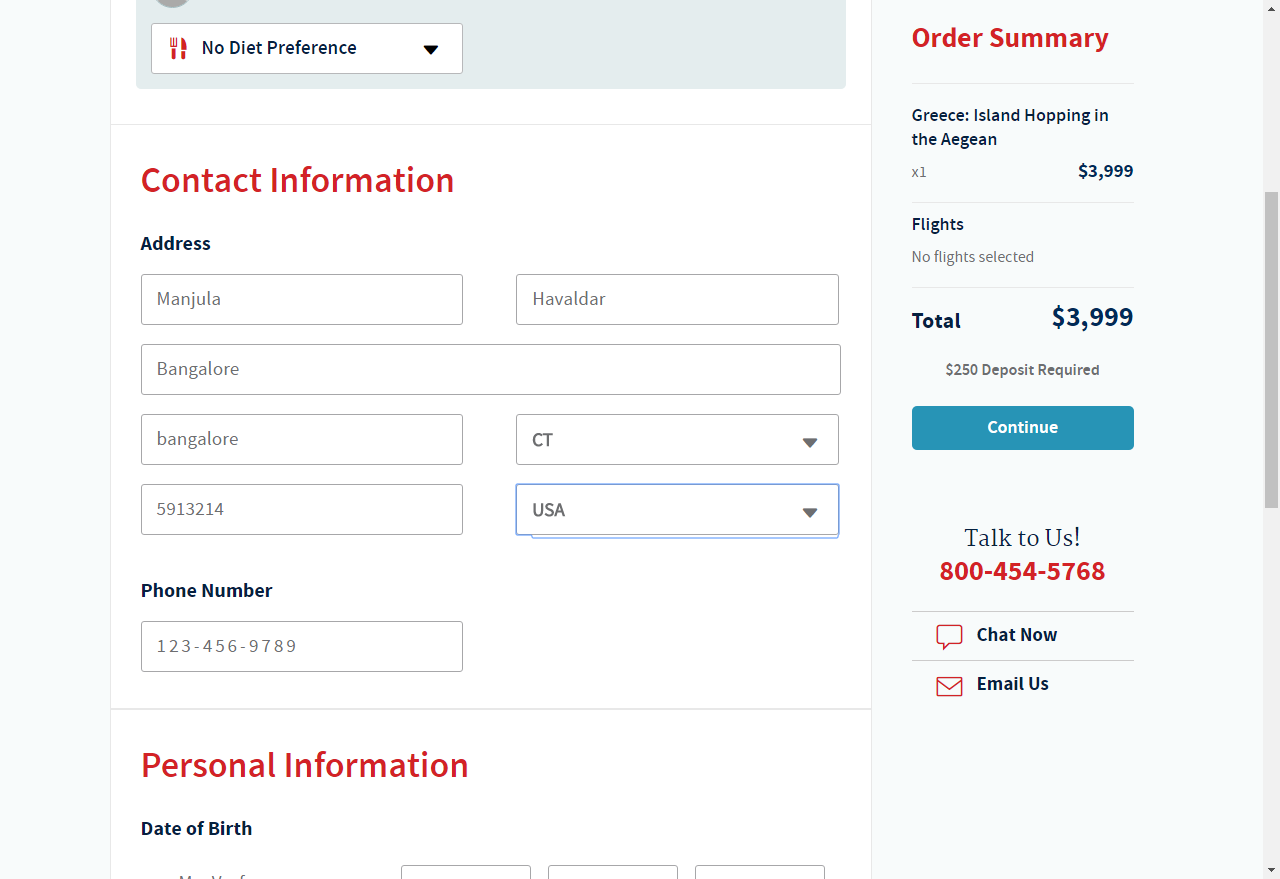 No Diet Preference
Contact Information
Address
Manjula
Havaldar
Bangalore
bangalore
CT
5913214
USA
Phone Number
123-456-9789
Personal Information
Date of Birth
Order Summary
Greece: Island Hopping in
the Aegean
x1 $3,999
Flights
No flights selected
Total $3,999
$250 Deposit Required
Continue
Talk to Us!
800-454-5768
Chat Now
Email Us